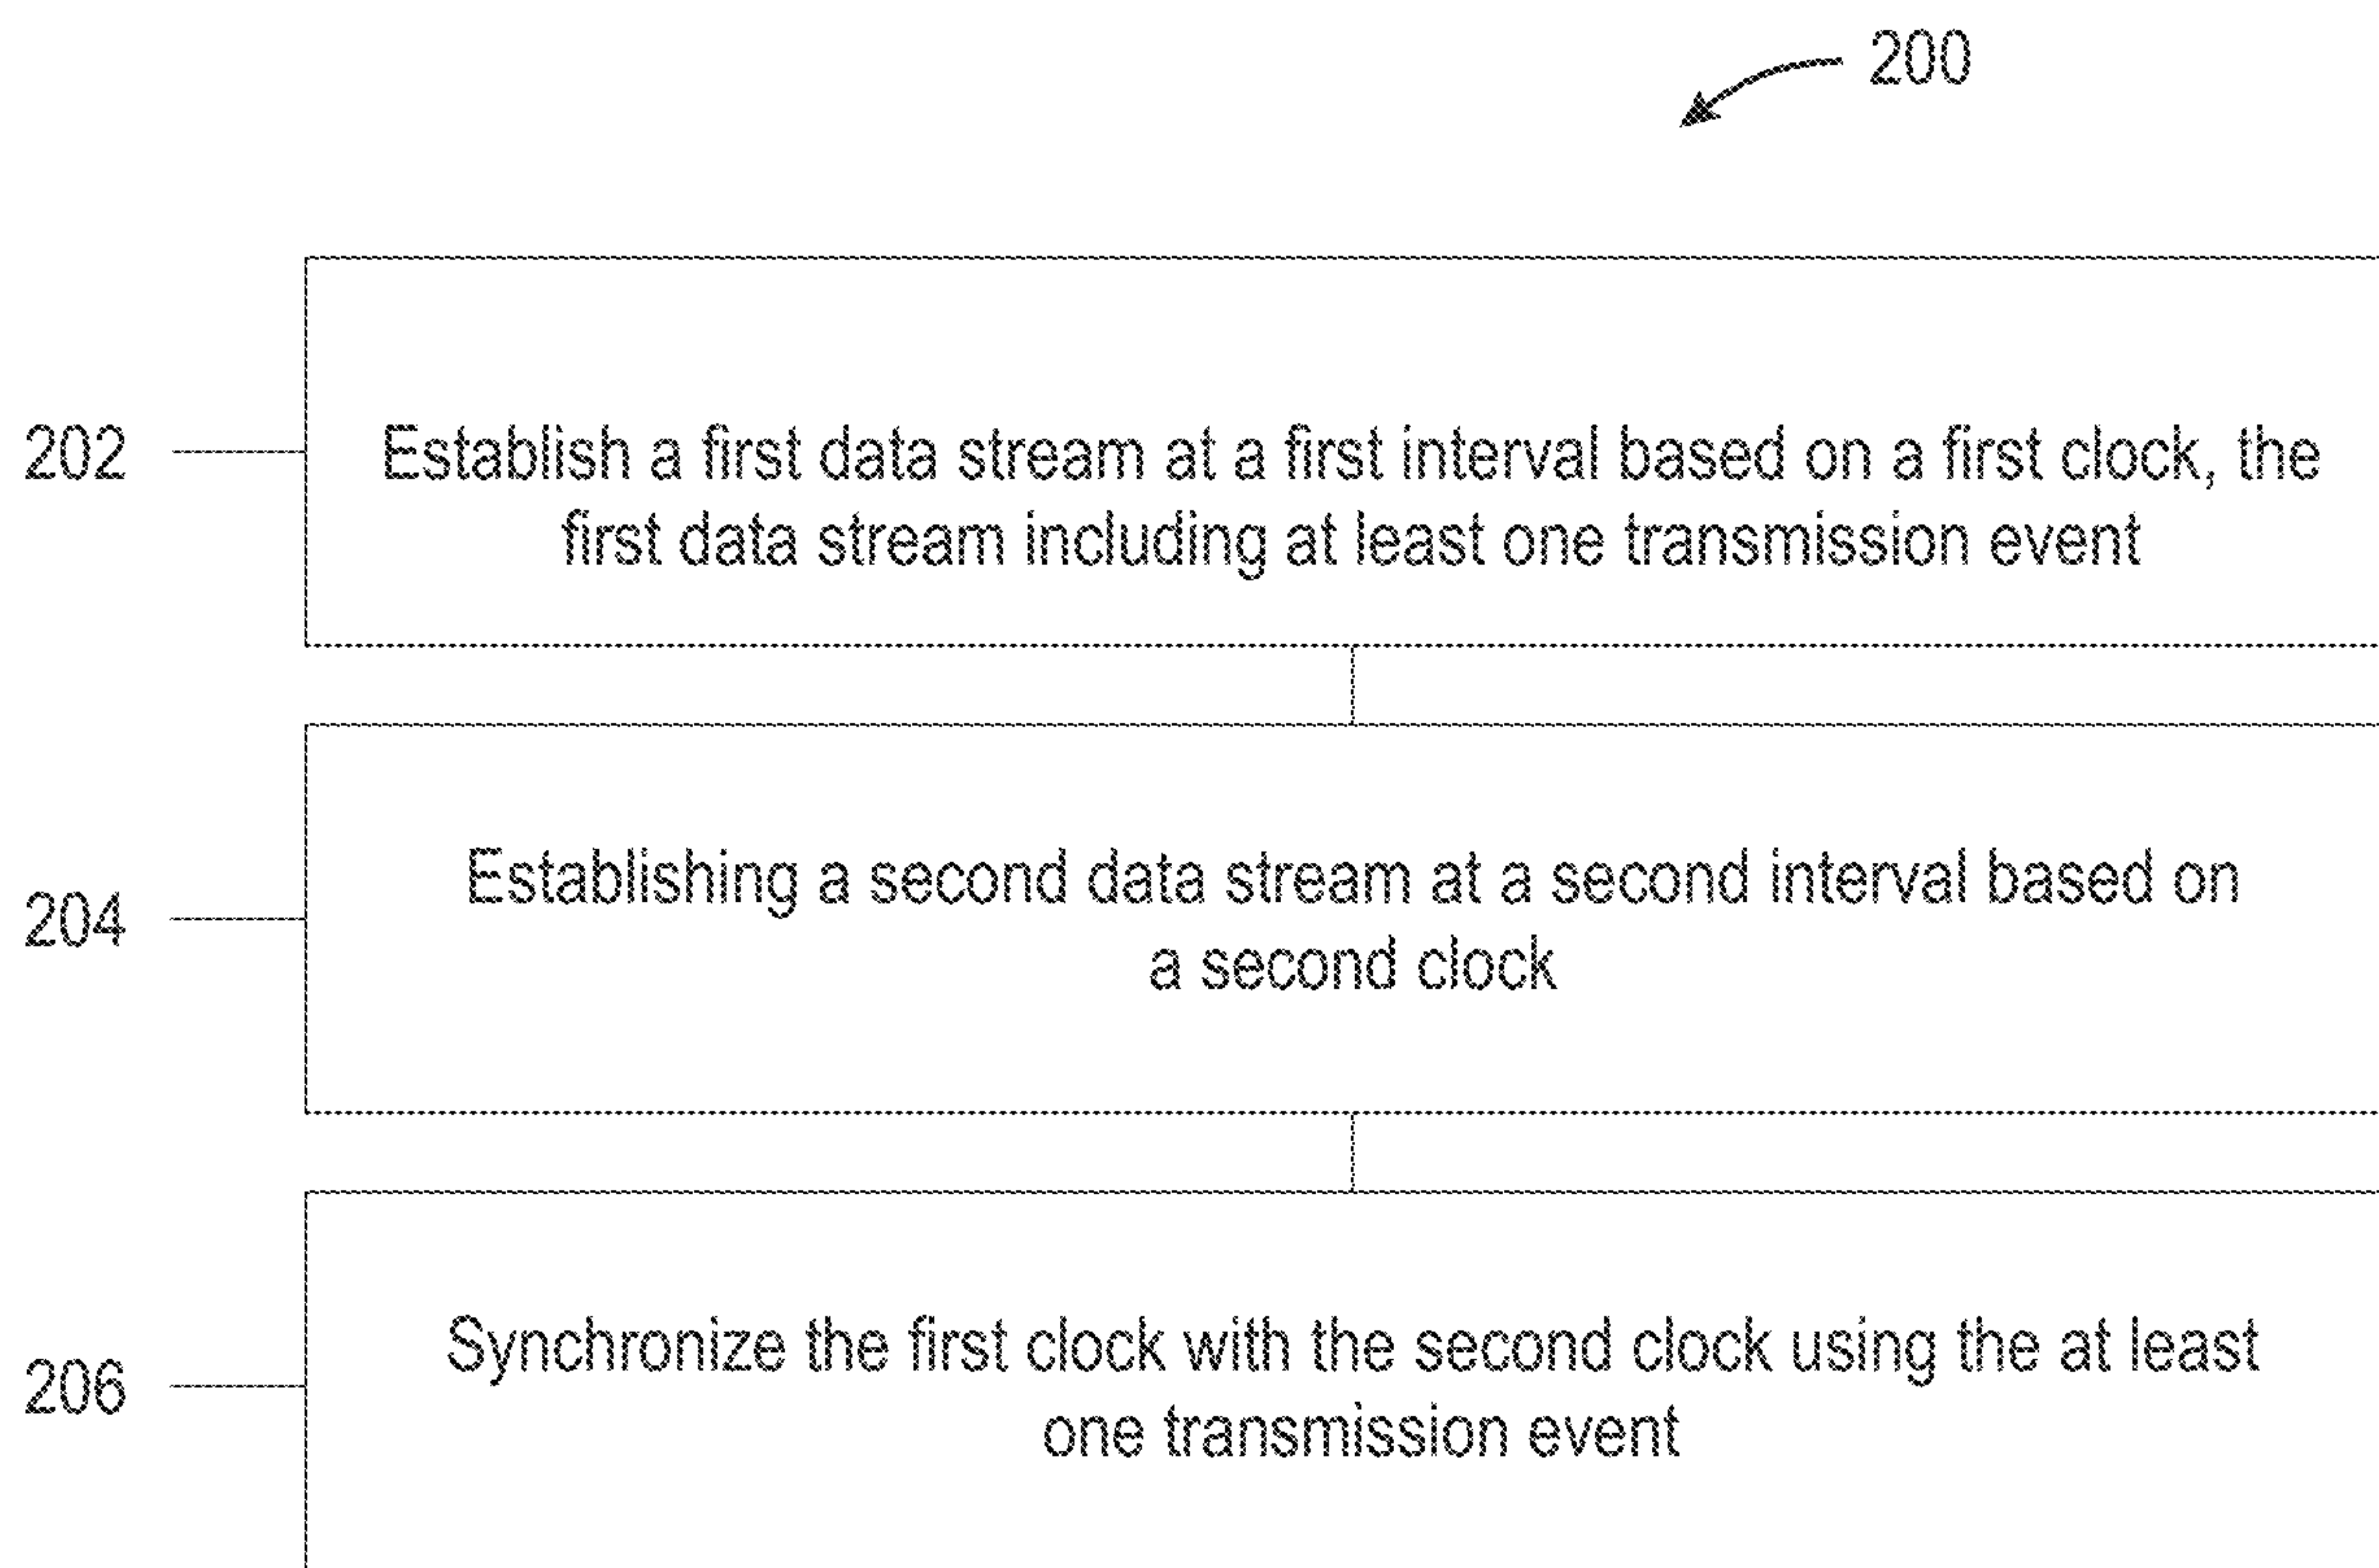 200
202
Establish a first data stream at a first interval based on a first clock, the
first data stream including at least one transmission event
204
Establishing a second data stream at a second interval based on
a second clock
206
Synchronize the first clock with the second clock using the at least
one transmission event